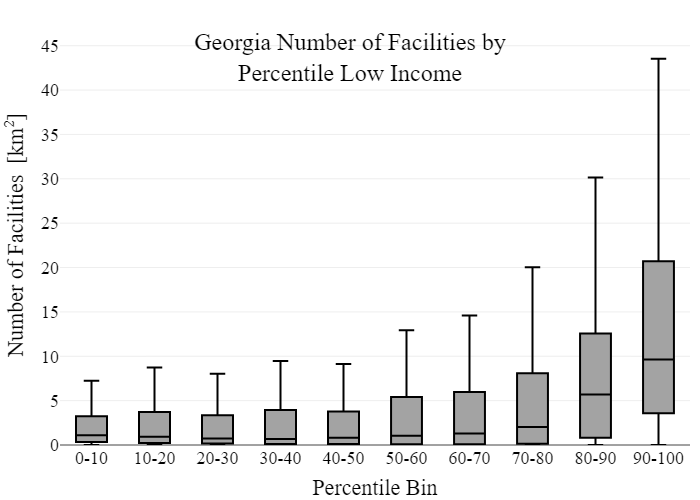 Georgia Number of Facilities by
Percentile Low Income
Number of Facilities [km²]
45
40
35
30
25
20
15
10
5
0
0-10 10-20 20-30 30-40 40-50 50-60 60-70 70-80 80-90 90-100
Percentile Bin